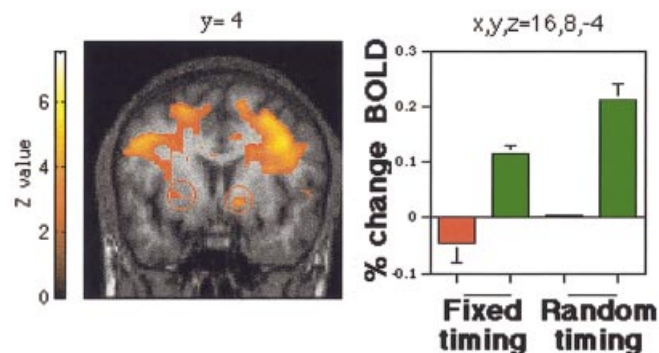 y= 4
Z value
6
4
2
0
x,y,z=16,8,-4
% change BOLD
0.3
0.2
0.1
0
-0.1
Fixed timing
Random timing